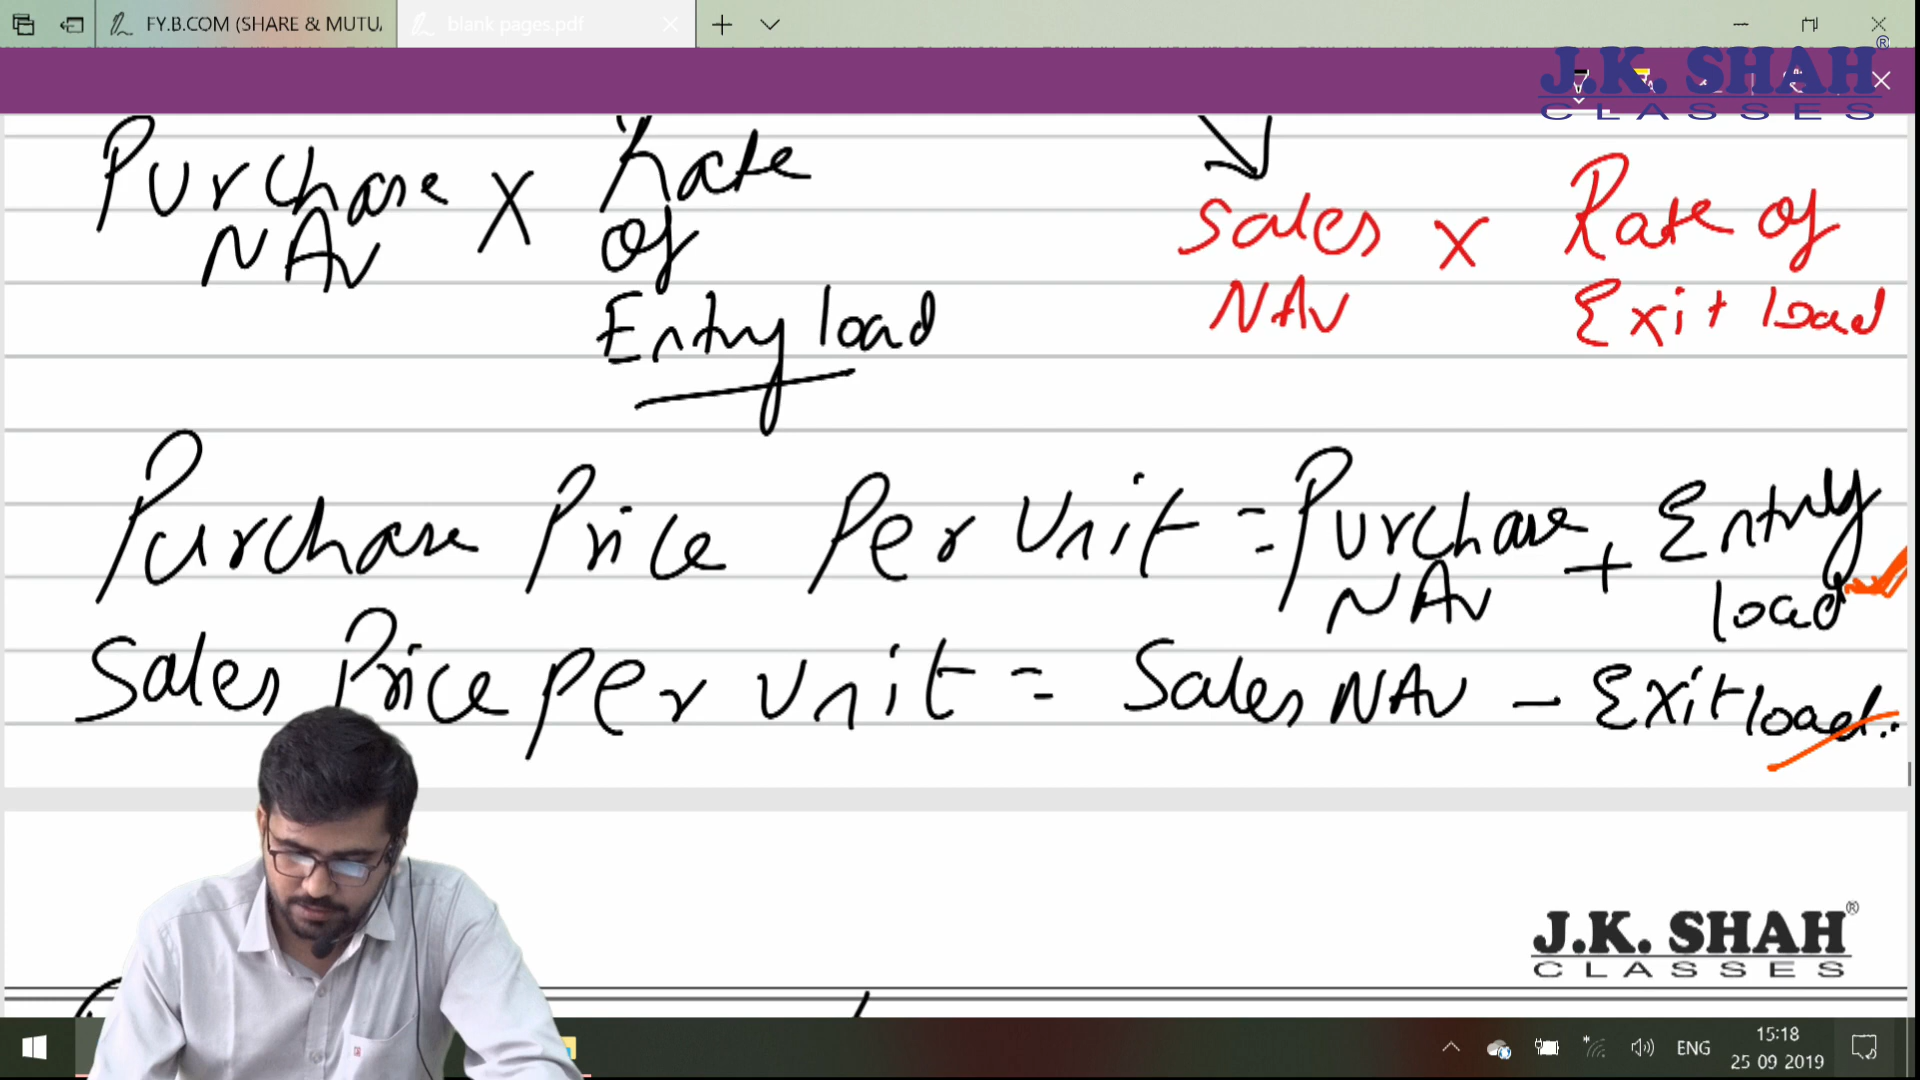 FY.B.COM (SHARE & MUTU
blank pages.pdf
J.K. SHAH®
CLASSES
Purchase NAV X Rate of Entry load
Sales NAV X Rate of Exit load
Purchase Price Per Unit = Purchase NAV + Entry load
Sales Price per unit = Sales NAV - Exit load.
J.K. SHAH®
CLASSES
ENG
15:18
25 09 2019